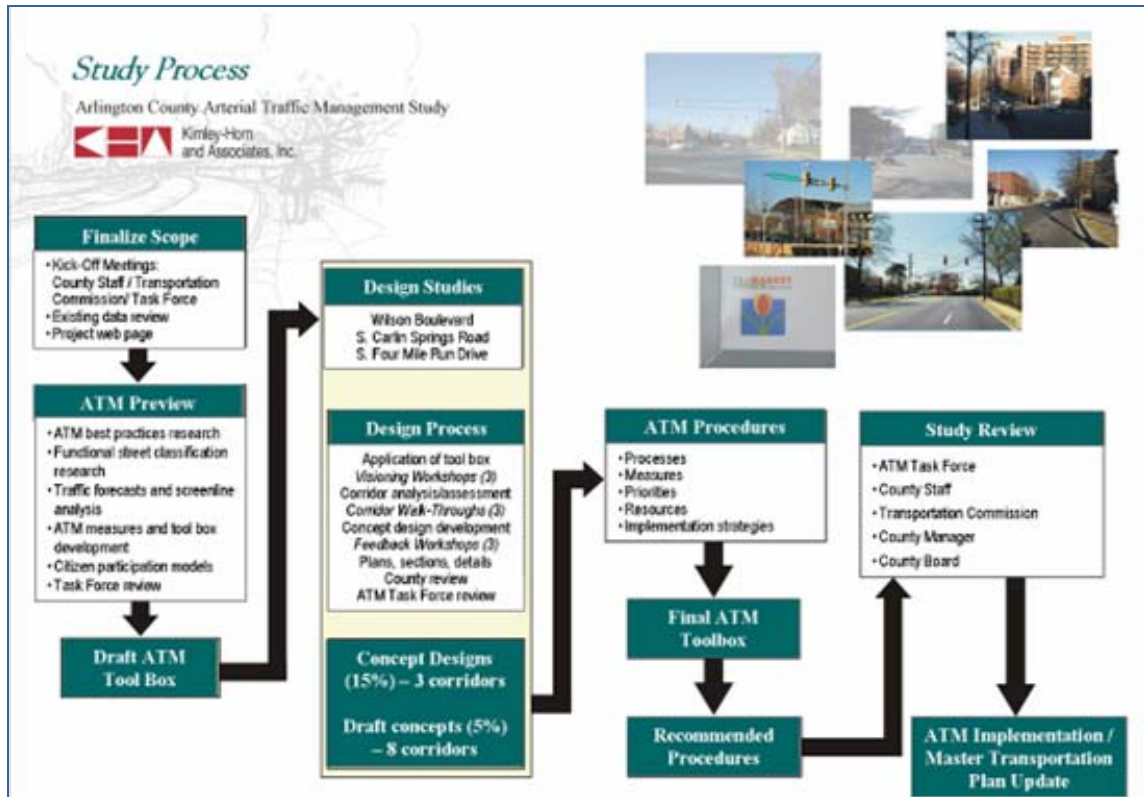 Study Process
Arlington County Arterial Traffic Management Study
Kimley-Horn
and Associates, Inc.
Finalize Scope
• Kick-Off Meetings:
County Staff / Transportation
Commission/ Task Force
• Existing data review
• Project web page
ATM Preview
• ATM best practices research
• Functional street classification
research
• Traffic forecasts and screenline
analysis
• ATM measures and tool box
development
• Citizen participation models
• Task Force review
Draft ATM
Tool Box
Design Studies
Wilson Boulevard
S. Carlin Springs Road
S. Four Mile Run Drive
Design Process
Application of tool box
Visioning Workshops (3)
Corridor analysis/assessment
Corridor Walk-Throughs (3)
Concept design development
Feedback Workshops (3)
Plans, sections, details
County review
ATM Task Force review
Concept Designs
(15%) – 3 corridors
Draft concepts (5%)
– 8 corridors
ATM Procedures
• Processes
• Measures
• Priorities
• Resources
• Implementation strategies
Final ATM
Toolbox
Recommended
Procedures
Study Review
• ATM Task Force
• County Staff
• Transportation Commission
• County Manager
• County Board
ATM Implementation /
Master Transportation
Plan Update